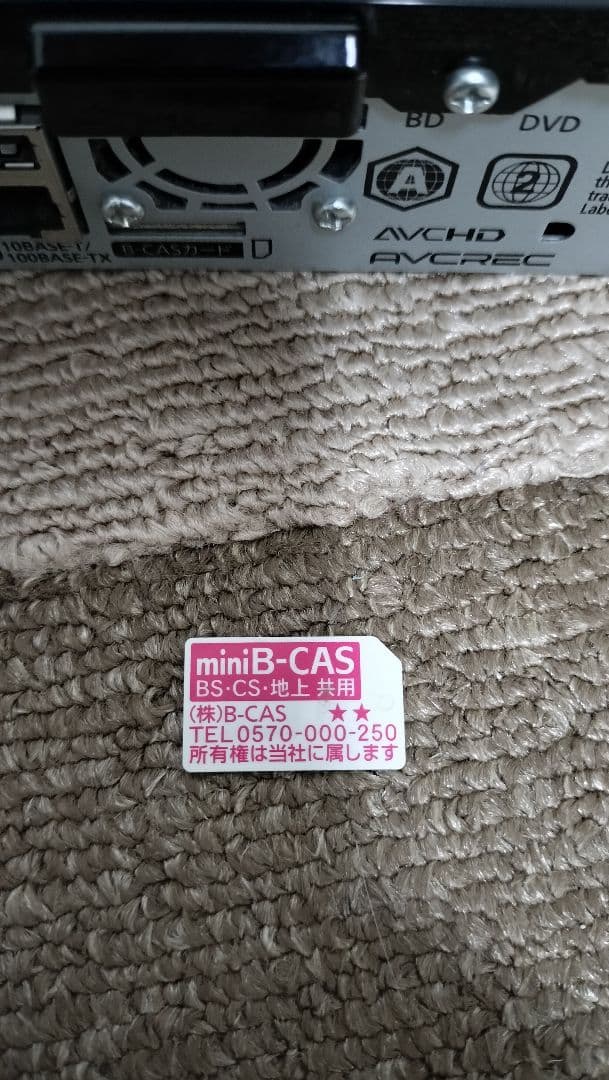 BD DVD
A 2
AVCHD
AVCREC
10BASE-T/
100BASE-TX
B-CASカード
miniB-CAS
BS・CS・地上 共用
(株)B-CAS ★★
TEL0570-000-250
所有権は当社に属します